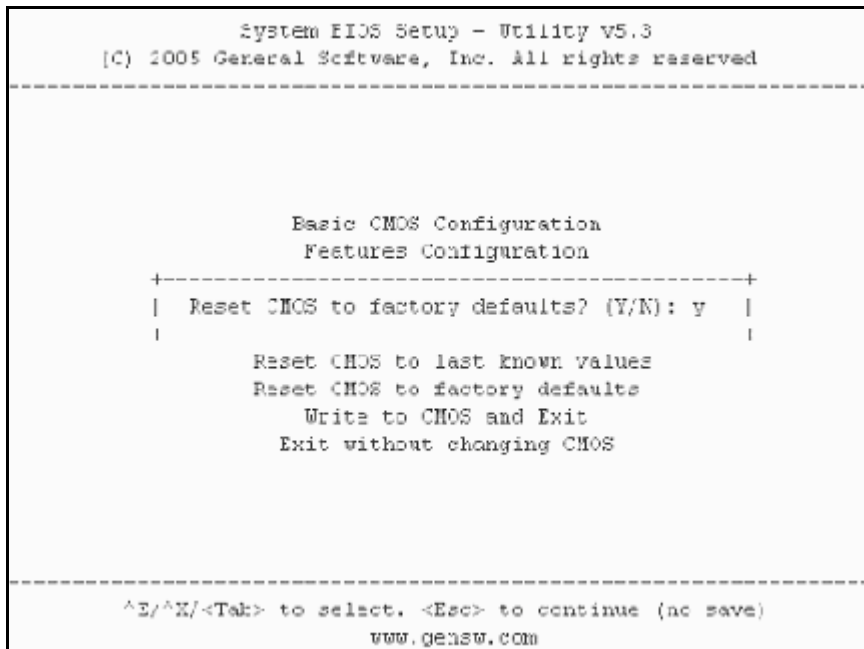 System BIOS Setup - Utility v5.3
(C) 2005 General Software, Inc. All rights reserved
Basic CMOS Configuration
Features Configuration
Reset CMOS to factory defaults? (Y/N): y
Reset CMOS to last known values
Reset CMOS to factory defaults
Write to CMOS and Exit
Exit without changing CMOS
^E/^X/<Tab> to select. <Esc> to continue (no save)
www.gensw.com